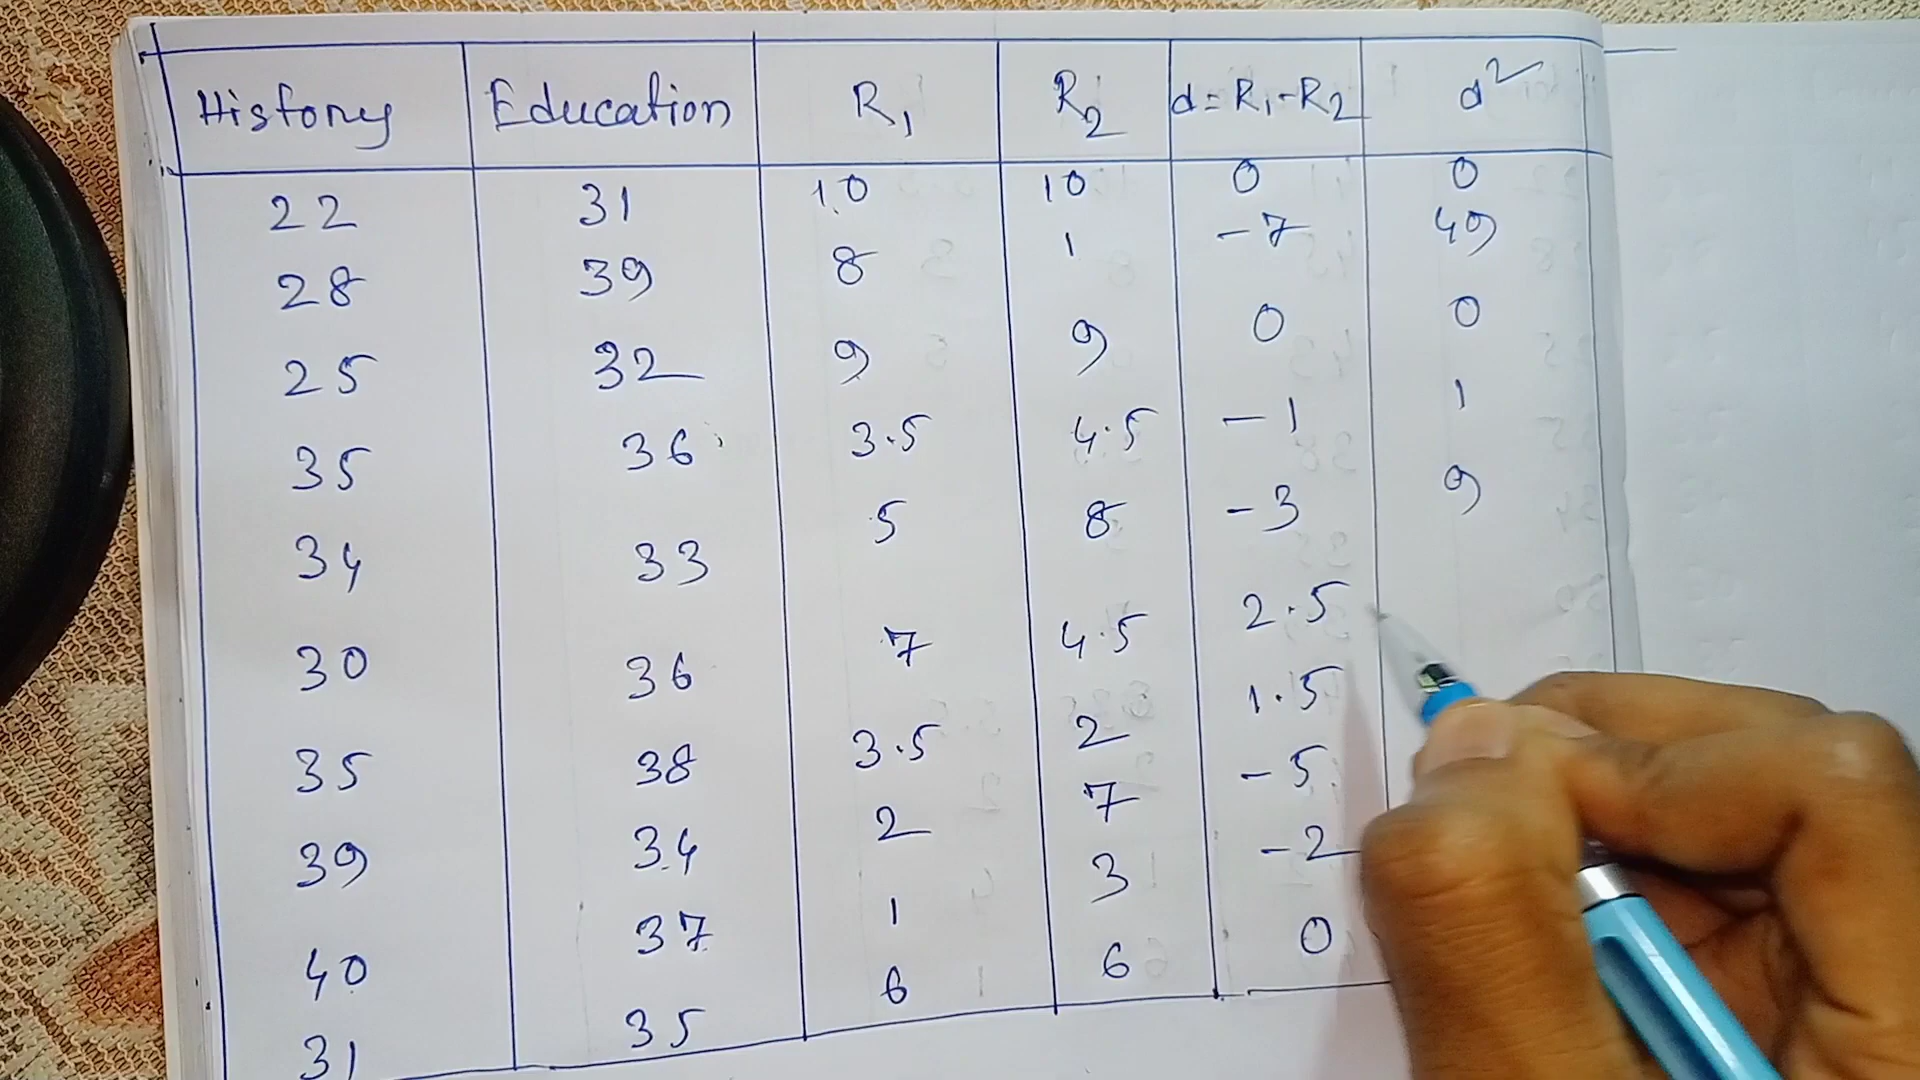 History Education R₁ R₂ d=R₁-R₂ d²
22 31 10 10 0 0
28 39 8 1 -7 49
25 32 9 9 0 0
35 36 3.5 4.5 -1 1
34 33 5 8 -3 9
30 36 7 4.5 2.5
35 38 3.5 2 1.5
39 34 2 7 -5
40 37 1 3 -2
31 35 6 6 0